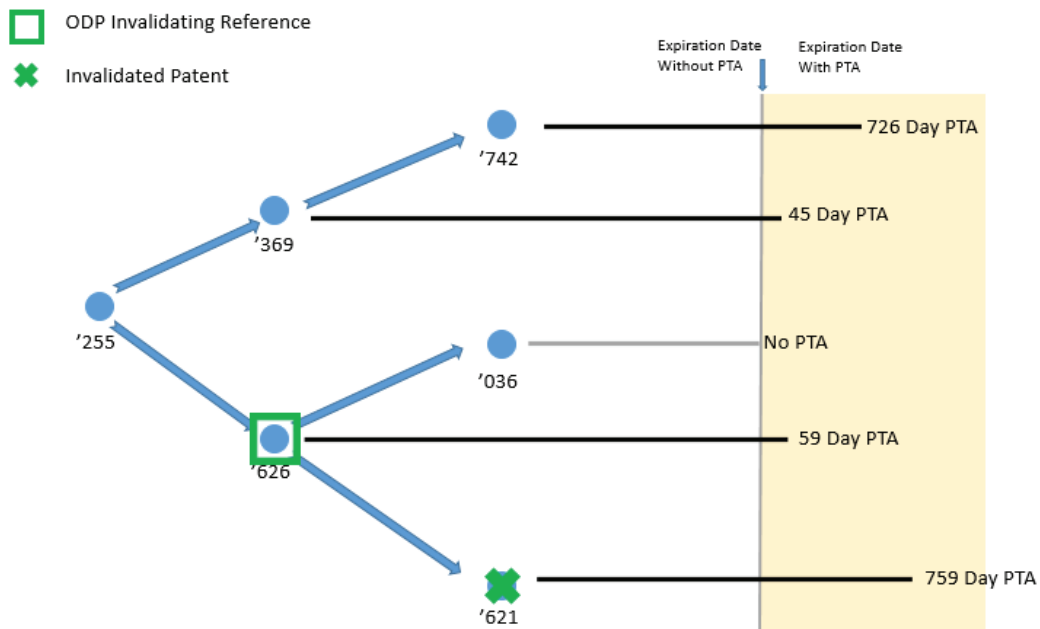 ODP Invalidating Reference
Invalidated Patent
Expiration Date
Without PTA
Expiration Date
With PTA
726 Day PTA
’742
45 Day PTA
’369
’255
No PTA
’036
59 Day PTA
’626
759 Day PTA
’621